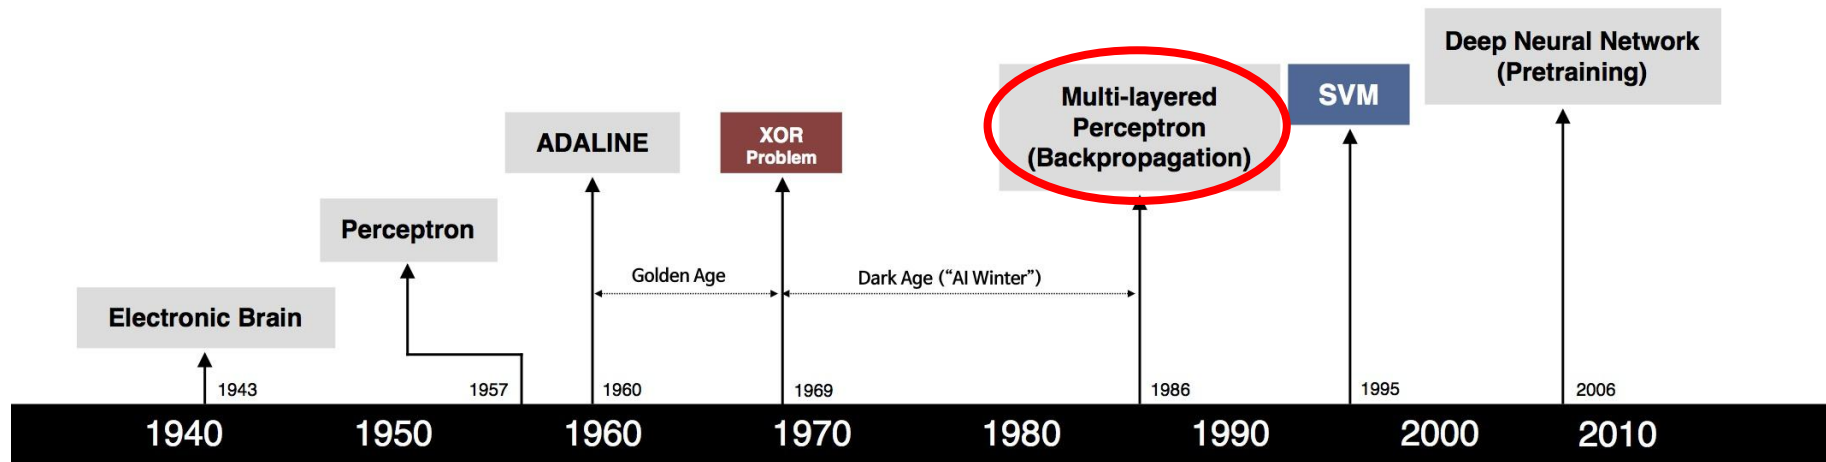 Deep Neural Network
(Pretraining)
Multi-layered
Perceptron
(Backpropagation)
SVM
ADALINE
XOR
Problem
Perceptron
Golden Age
Dark Age (“AI Winter”)
Electronic Brain
1943
1957
1960
1969
1986
1995
2006
1940
1950
1960
1970
1980
1990
2000
2010